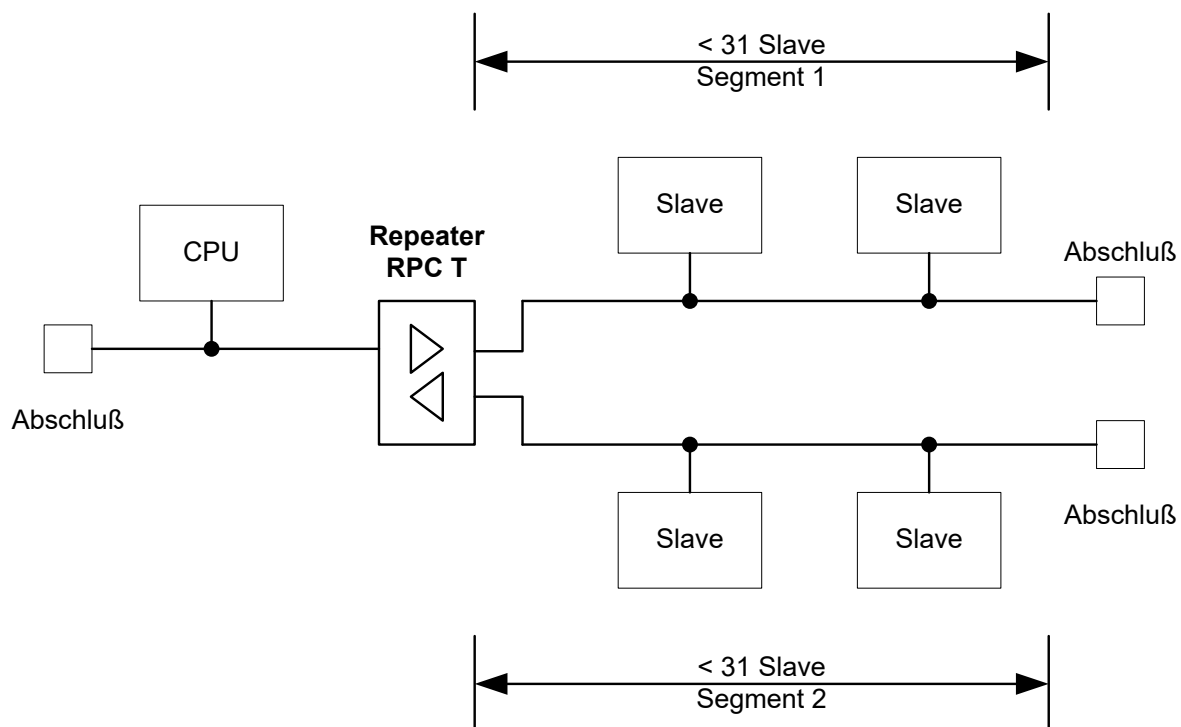 < 31 Slave
Segment 1
Slave
Slave
CPU
Repeater
RPC T
Abschluß
Abschluß
Slave
Slave
Abschluß
< 31 Slave
Segment 2